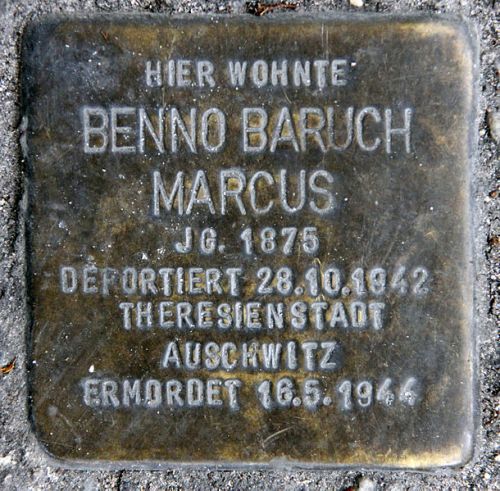 HIER WOHNTE
BENNO BARUCH
MARCUS
JG. 1875
DEPORTIERT 28.10.1942
THERESIENSTADT
AUSCHWITZ
ERMORDET 16.5.1944